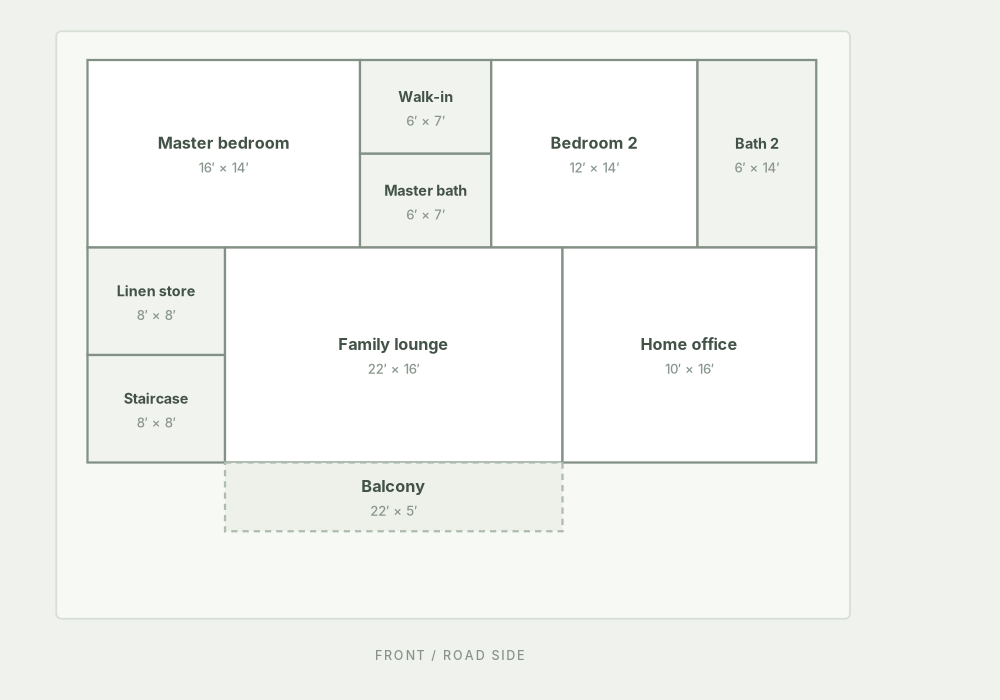 Master bedroom
16′ × 14′
Walk-in
6′ × 7′
Master bath
6′ × 7′
Bedroom 2
12′ × 14′
Bath 2
6′ × 14′
Linen store
8′ × 8′
Staircase
8′ × 8′
Family lounge
22′ × 16′
Home office
10′ × 16′
Balcony
22′ × 5′
FRONT / ROAD SIDE